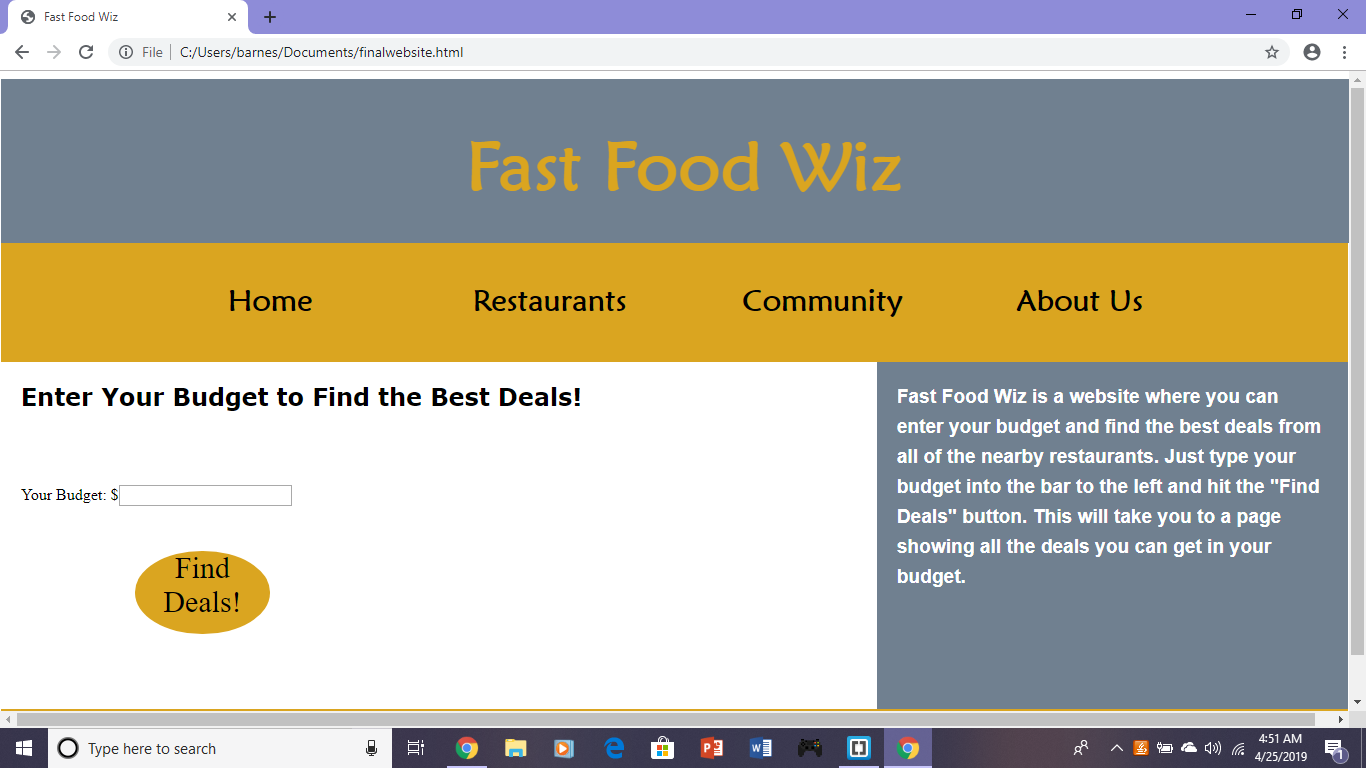 Fast Food Wiz
File C:/Users/barnes/Documents/finalwebsite.html
Fast Food Wiz
Home Restaurants Community About Us
Enter Your Budget to Find the Best Deals!
Your Budget: $
Find
Deals!
Fast Food Wiz is a website where you can
enter your budget and find the best deals from
all of the nearby restaurants. Just type your
budget into the bar to the left and hit the "Find
Deals" button. This will take you to a page
showing all the deals you can get in your
budget.
Type here to search
4:51 AM
4/25/2019
1